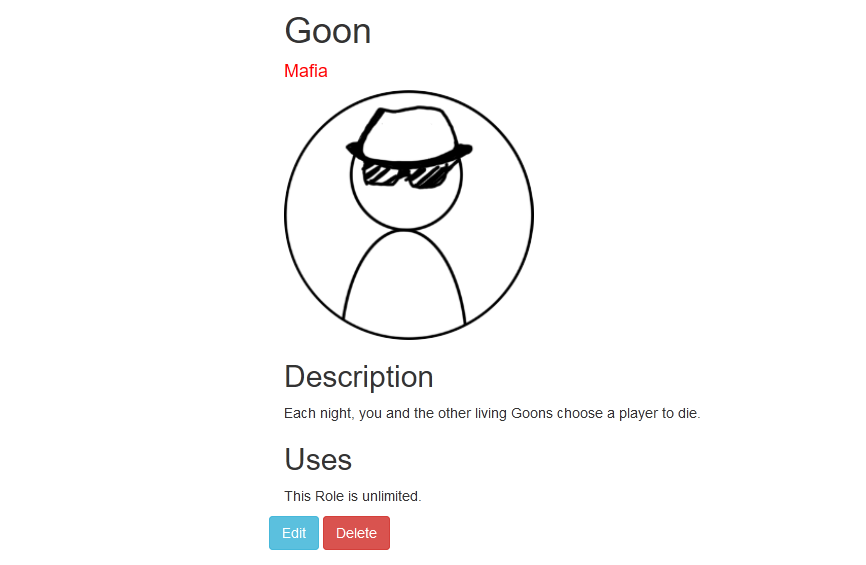 Goon
Mafia
Description
Each night, you and the other living Goons choose a player to die.
Uses
This Role is unlimited.
Edit Delete